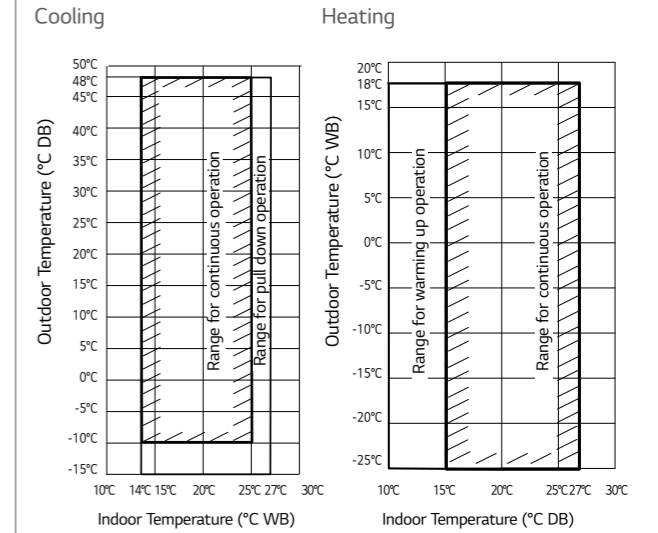 Cooling
50°C
48°C
45°C
40°C
35°C
30°C
25°C
20°C
15°C
10°C
5°C
0°C
-5°C
-10°C
-15°C
Outdoor Temperature (°C DB)
Range for continuous operation
Range for pull down operation
10°C 14°C 15°C 20°C 25°C 27°C 30°C
Indoor Temperature (°C WB)
Heating
20°C
18°C
15°C
10°C
5°C
0°C
-5°C
-10°C
-15°C
-20°C
-25°C
Outdoor Temperature (°C WB)
Range for warming up operation
Range for continuous operation
10°C 15°C 20°C 25°C 27°C 30°C
Indoor Temperature (°C DB)